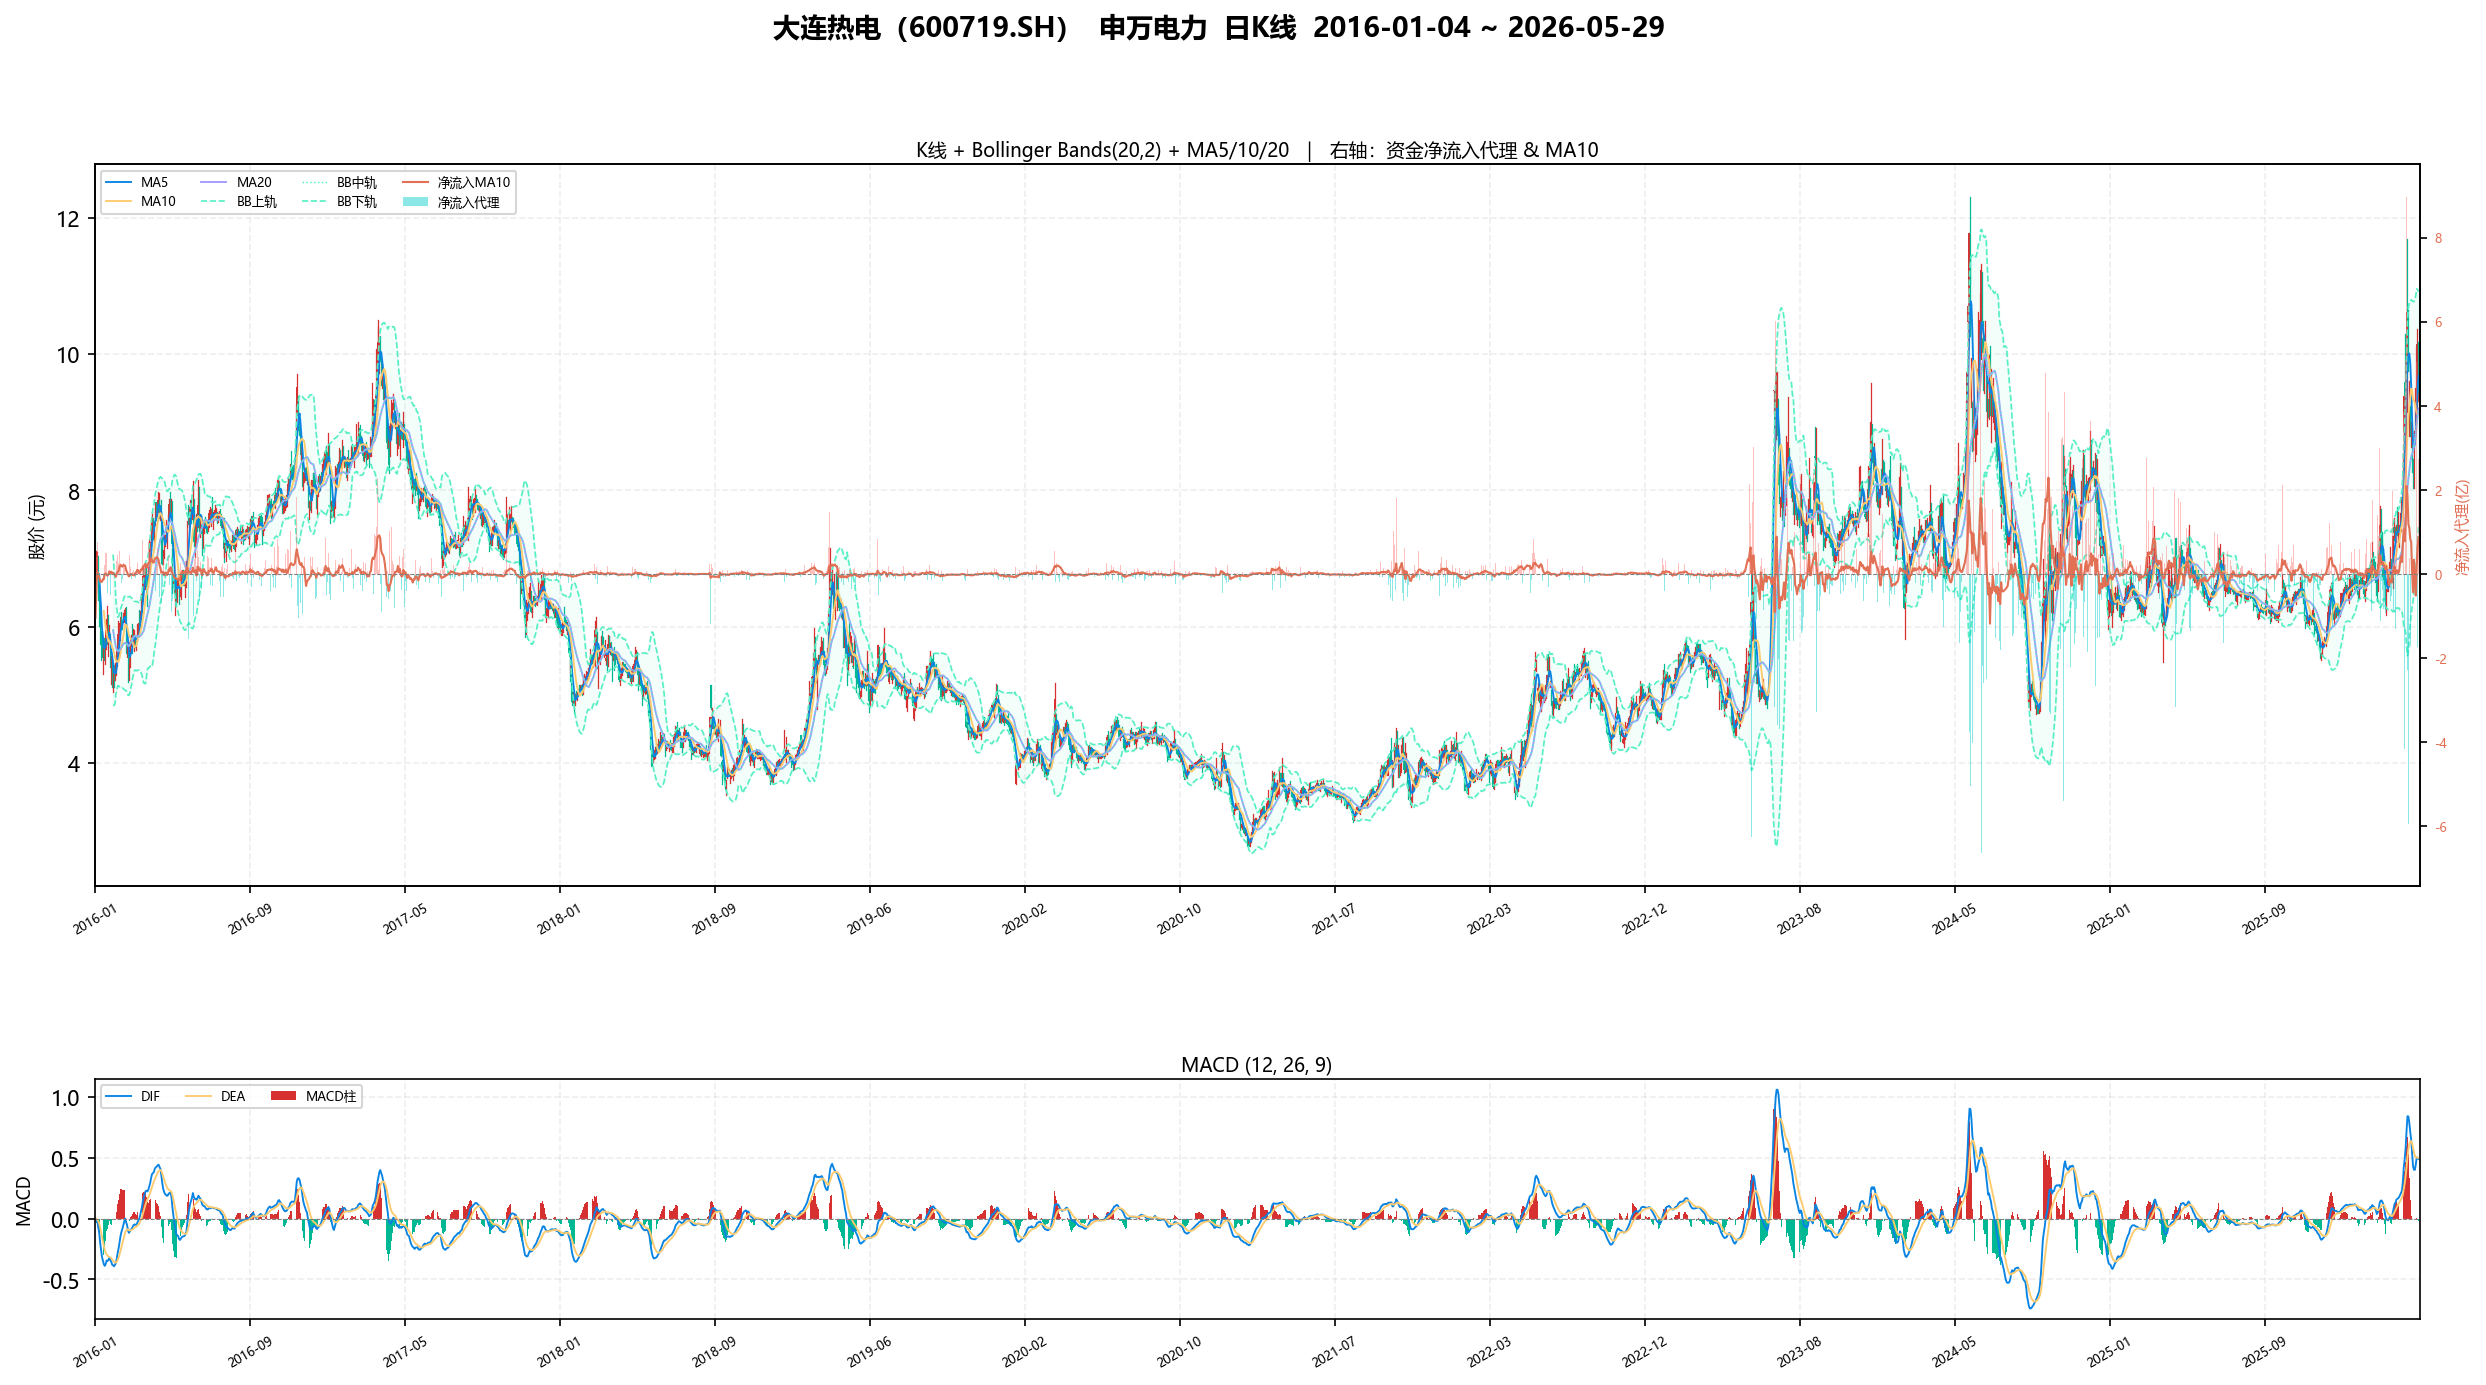 大连热电（600719.SH） 申万电力 日K线 2016-01-04 ~ 2026-05-29
K线 + Bollinger Bands(20,2) + MA5/10/20 | 右轴：资金净流入代理 & MA10
MA5 MA20 BB中轨 净流入MA10
MA10 BB上轨 BB下轨 净流入代理
股价 (元)
12
10
8
6
4
8
6
4
2
0
-2
-4
-6
净流入代理(亿)
2016-01 2016-09 2017-05 2018-01 2018-09 2019-06 2020-02 2020-10 2021-07 2022-03 2022-12 2023-08 2024-05 2025-01 2025-09
MACD (12, 26, 9)
DIF DEA MACD柱
MACD
1.0
0.5
0.0
-0.5
2016-01 2016-09 2017-05 2018-01 2018-09 2019-06 2020-02 2020-10 2021-07 2022-03 2022-12 2023-08 2024-05 2025-01 2025-09